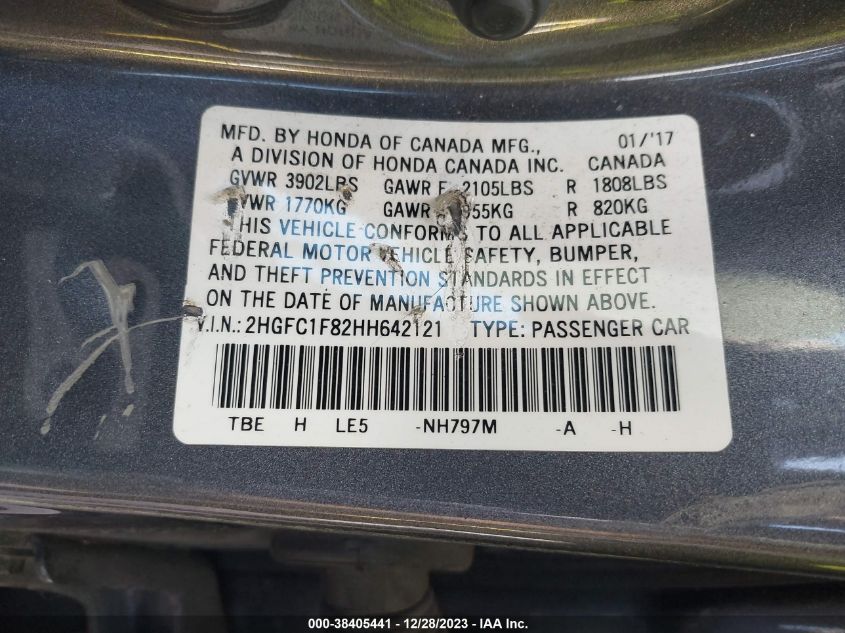 MFD. BY HONDA OF CANADA MFG., 01/'17
A DIVISION OF HONDA CANADA INC. CANADA
GVWR 3902LBS GAWR F 2105LBS R 1808LBS
GVWR 1770KG GAWR 955KG R 820KG
THIS VEHICLE CONFORMS TO ALL APPLICABLE
FEDERAL MOTOR VEHICLE SAFETY, BUMPER,
AND THEFT PREVENTION STANDARDS IN EFFECT
ON THE DATE OF MANUFACTURE SHOWN ABOVE.
V.I.N.: 2HGFC1F82HH642121 TYPE: PASSENGER CAR
TBE H LE5 -NH797M -A -H
000-38405441 - 12/28/2023 - IAA Inc.